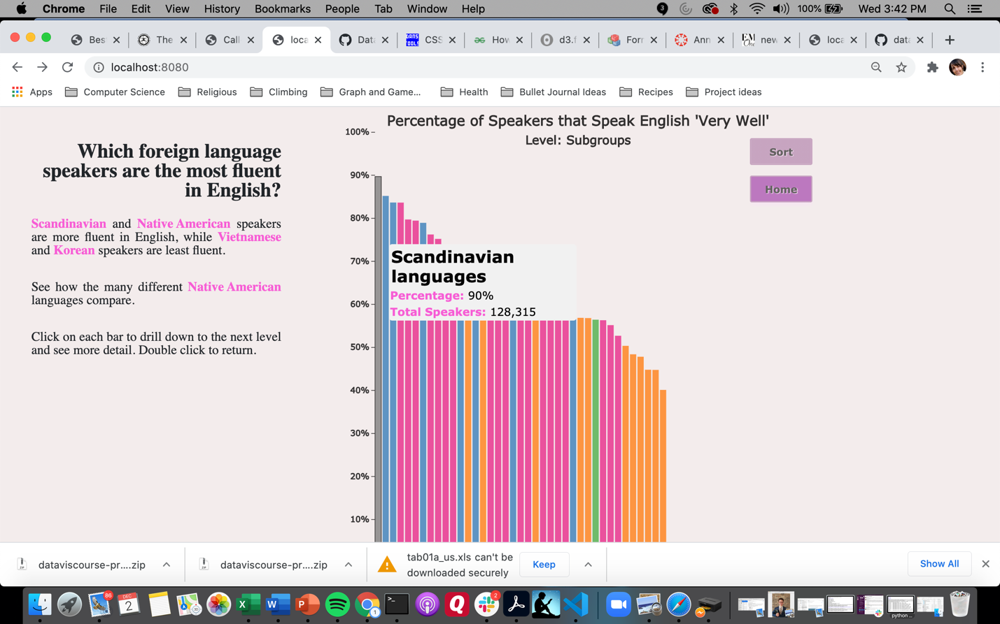 Chrome File Edit View History Bookmarks People Tab Window Help 3 100% Wed 3:42 PM
Bes The Call loca Data CSS How d3.f Forr Ann new loca data
localhost:8080
Apps Computer Science Religious Climbing Graph and Game... Health Bullet Journal Ideas Recipes Project ideas
Which foreign language
speakers are the most fluent
in English?
Scandinavian and Native American speakers
are more fluent in English, while Vietnamese
and Korean speakers are least fluent.
See how the many different Native American
languages compare.
Click on each bar to drill down to the next level
and see more detail. Double click to return.
Percentage of Speakers that Speak English 'Very Well'
Level: Subgroups
Sort
Home
100%
90%
80%
70%
60%
50%
40%
30%
20%
10%
Scandinavian
languages
Percentage: 90%
Total Speakers: 128,315
dataviscourse-pr....zip
dataviscourse-pr....zip
tab01a_us.xls can't be
downloaded securely
Keep
Show All
86
DEC
2
X
W
P
1
>_
Q
2
python ...